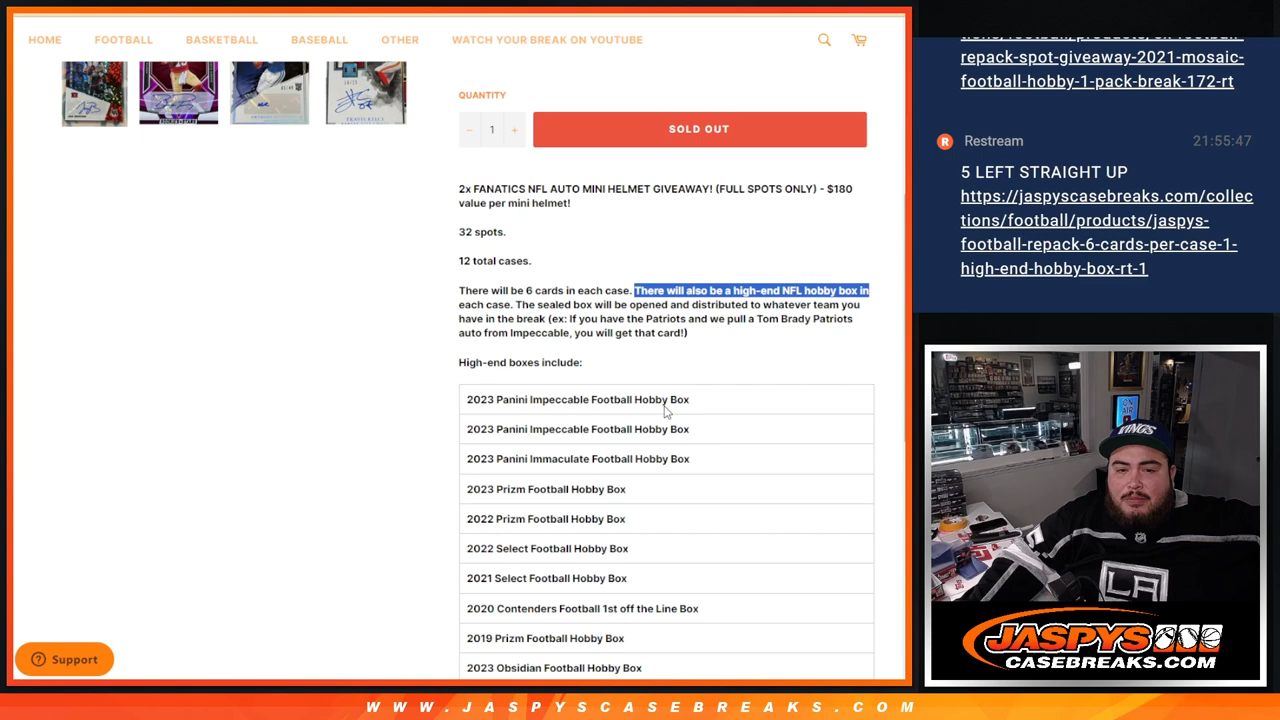 HOME FOOTBALL BASKETBALL BASEBALL OTHER WATCH YOUR BREAK ON YOUTUBE
QUANTITY
− 1 + SOLD OUT
2x FANATICS NFL AUTO MINI HELMET GIVEAWAY! (FULL SPOTS ONLY) - $180
value per mini helmet!
32 spots.
12 total cases.
There will be 6 cards in each case. There will also be a high-end NFL hobby box in
each case. The sealed box will be opened and distributed to whatever team you
have in the break (ex: If you have the Patriots and we pull a Tom Brady Patriots
auto from Impeccable, you will get that card!)
High-end boxes include:
2023 Panini Impeccable Football Hobby Box
2023 Panini Impeccable Football Hobby Box
2023 Panini Immaculate Football Hobby Box
2023 Prizm Football Hobby Box
2022 Prizm Football Hobby Box
2022 Select Football Hobby Box
2021 Select Football Hobby Box
2020 Contenders Football 1st off the Line Box
2019 Prizm Football Hobby Box
2023 Obsidian Football Hobby Box
Support
tions/football/products/5x-football-
repack-spot-giveaway-2021-mosaic-
football-hobby-1-pack-break-172-rt
R Restream 21:55:47
5 LEFT STRAIGHT UP
https://jaspyscasebreaks.com/collec
tions/football/products/jaspys-
football-repack-6-cards-per-case-1-
high-end-hobby-box-rt-1
ON
AIR
KINGS
LA
JASPYS
CASEBREAKS.COM
WWW.JASPYSCASEBREAKS.COM